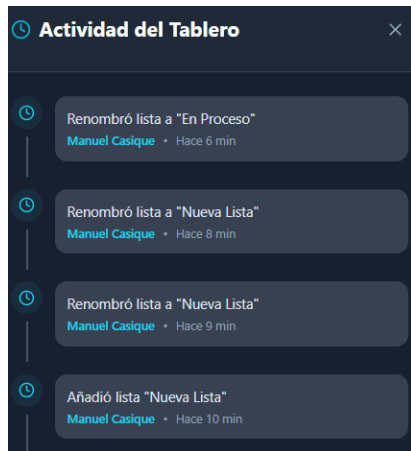 Actividad del Tablero
Renombró lista a "En Proceso"
Manuel Casique • Hace 6 min
Renombró lista a "Nueva Lista"
Manuel Casique • Hace 8 min
Renombró lista a "Nueva Lista"
Manuel Casique • Hace 9 min
Añadió lista "Nueva Lista"
Manuel Casique • Hace 10 min